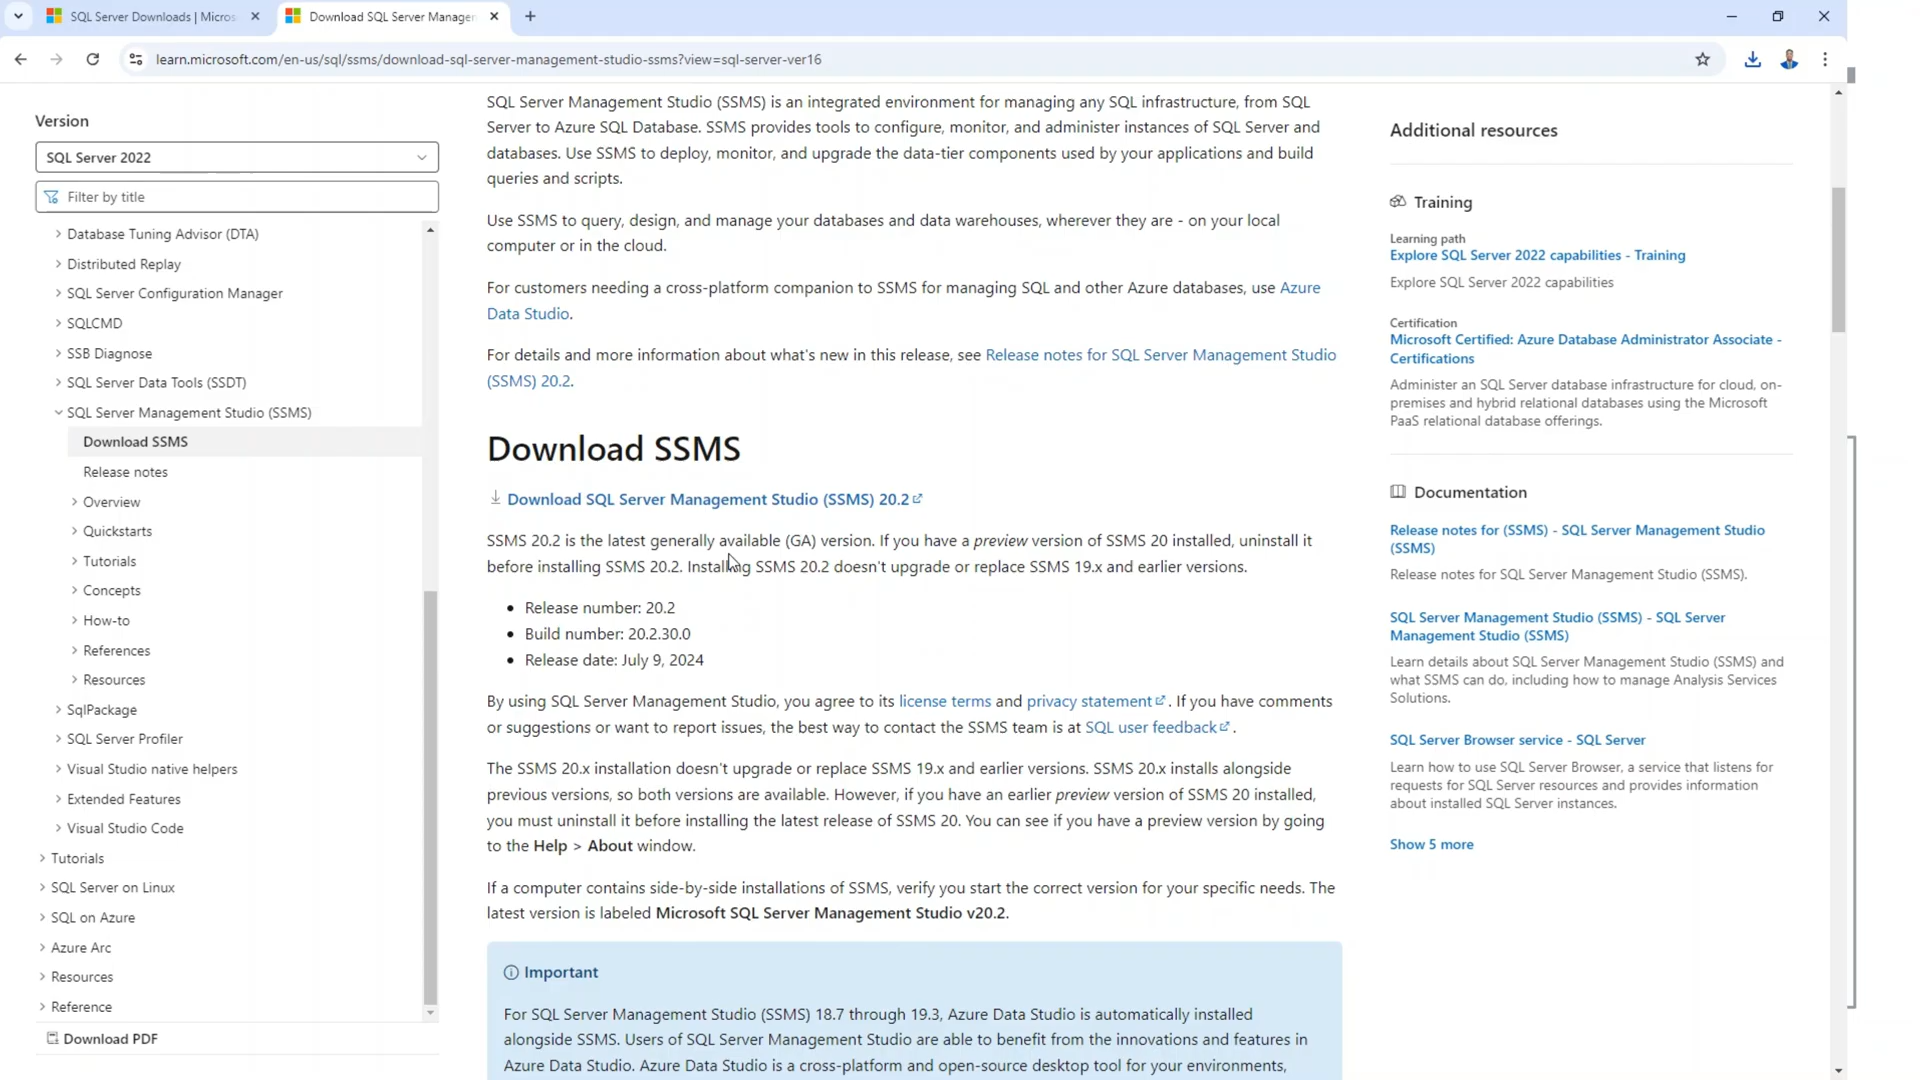 SQL Server Downloads | Micros
Download SQL Server Manager
learn.microsoft.com/en-us/sql/ssms/download-sql-server-management-studio-ssms?view=sql-server-ver16
Version
SQL Server 2022
Filter by title
Database Tuning Advisor (DTA)
Distributed Replay
SQL Server Configuration Manager
SQLCMD
SSB Diagnose
SQL Server Data Tools (SSDT)
SQL Server Management Studio (SSMS)
Download SSMS
Release notes
Overview
Quickstarts
Tutorials
Concepts
How-to
References
Resources
SqlPackage
SQL Server Profiler
Visual Studio native helpers
Extended Features
Visual Studio Code
Tutorials
SQL Server on Linux
SQL on Azure
Azure Arc
Resources
Reference
Download PDF
SQL Server Management Studio (SSMS) is an integrated environment for managing any SQL infrastructure, from SQL
Server to Azure SQL Database. SSMS provides tools to configure, monitor, and administer instances of SQL Server and
databases. Use SSMS to deploy, monitor, and upgrade the data-tier components used by your applications and build
queries and scripts.
Use SSMS to query, design, and manage your databases and data warehouses, wherever they are - on your local
computer or in the cloud.
For customers needing a cross-platform companion to SSMS for managing SQL and other Azure databases, use Azure
Data Studio.
For details and more information about what's new in this release, see Release notes for SQL Server Management Studio
(SSMS) 20.2.
Download SSMS
Download SQL Server Management Studio (SSMS) 20.2
SSMS 20.2 is the latest generally available (GA) version. If you have a preview version of SSMS 20 installed, uninstall it
before installing SSMS 20.2. Installing SSMS 20.2 doesn't upgrade or replace SSMS 19.x and earlier versions.
• Release number: 20.2
• Build number: 20.2.30.0
• Release date: July 9, 2024
By using SQL Server Management Studio, you agree to its license terms and privacy statement. If you have comments
or suggestions or want to report issues, the best way to contact the SSMS team is at SQL user feedback.
The SSMS 20.x installation doesn't upgrade or replace SSMS 19.x and earlier versions. SSMS 20.x installs alongside
previous versions, so both versions are available. However, if you have an earlier preview version of SSMS 20 installed,
you must uninstall it before installing the latest release of SSMS 20. You can see if you have a preview version by going
to the Help > About window.
If a computer contains side-by-side installations of SSMS, verify you start the correct version for your specific needs. The
latest version is labeled Microsoft SQL Server Management Studio v20.2.
Important
For SQL Server Management Studio (SSMS) 18.7 through 19.3, Azure Data Studio is automatically installed
alongside SSMS. Users of SQL Server Management Studio are able to benefit from the innovations and features in
Azure Data Studio. Azure Data Studio is a cross-platform and open-source desktop tool for your environments,
Additional resources
Training
Learning path
Explore SQL Server 2022 capabilities - Training
Explore SQL Server 2022 capabilities
Certification
Microsoft Certified: Azure Database Administrator Associate -
Certifications
Administer an SQL Server database infrastructure for cloud, on-
premises and hybrid relational databases using the Microsoft
PaaS relational database offerings.
Documentation
Release notes for (SSMS) - SQL Server Management Studio
(SSMS)
Release notes for SQL Server Management Studio (SSMS).
SQL Server Management Studio (SSMS) - SQL Server
Management Studio (SSMS)
Learn details about SQL Server Management Studio (SSMS) and
what SSMS can do, including how to manage Analysis Services
Solutions.
SQL Server Browser service - SQL Server
Learn how to use SQL Server Browser, a service that listens for
requests for SQL Server resources and provides information
about installed SQL Server instances.
Show 5 more